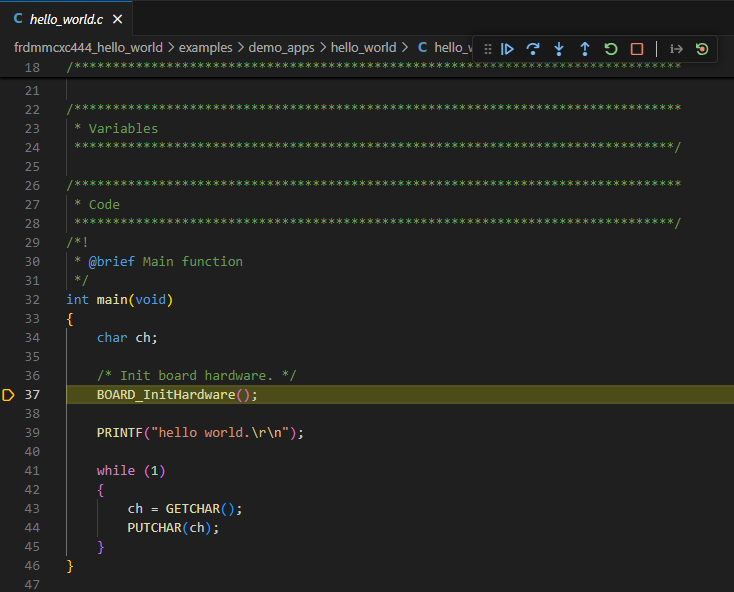 C hello_world.c ×
frdmmcxc444_hello_world > examples > demo_apps > hello_world > C hello_w
18 /*******************************************************************************
21
22 /*******************************************************************************
23  * Variables
24  ******************************************************************************/
25
26 /*******************************************************************************
27  * Code
28  ******************************************************************************/
29 /*!
30  * @brief Main function
31  */
32 int main(void)
33 {
34     char ch;
35
36     /* Init board hardware. */
37     BOARD_InitHardware();
38
39     PRINTF("hello world.\r\n");
40
41     while (1)
42     {
43         ch = GETCHAR();
44         PUTCHAR(ch);
45     }
46 }
47